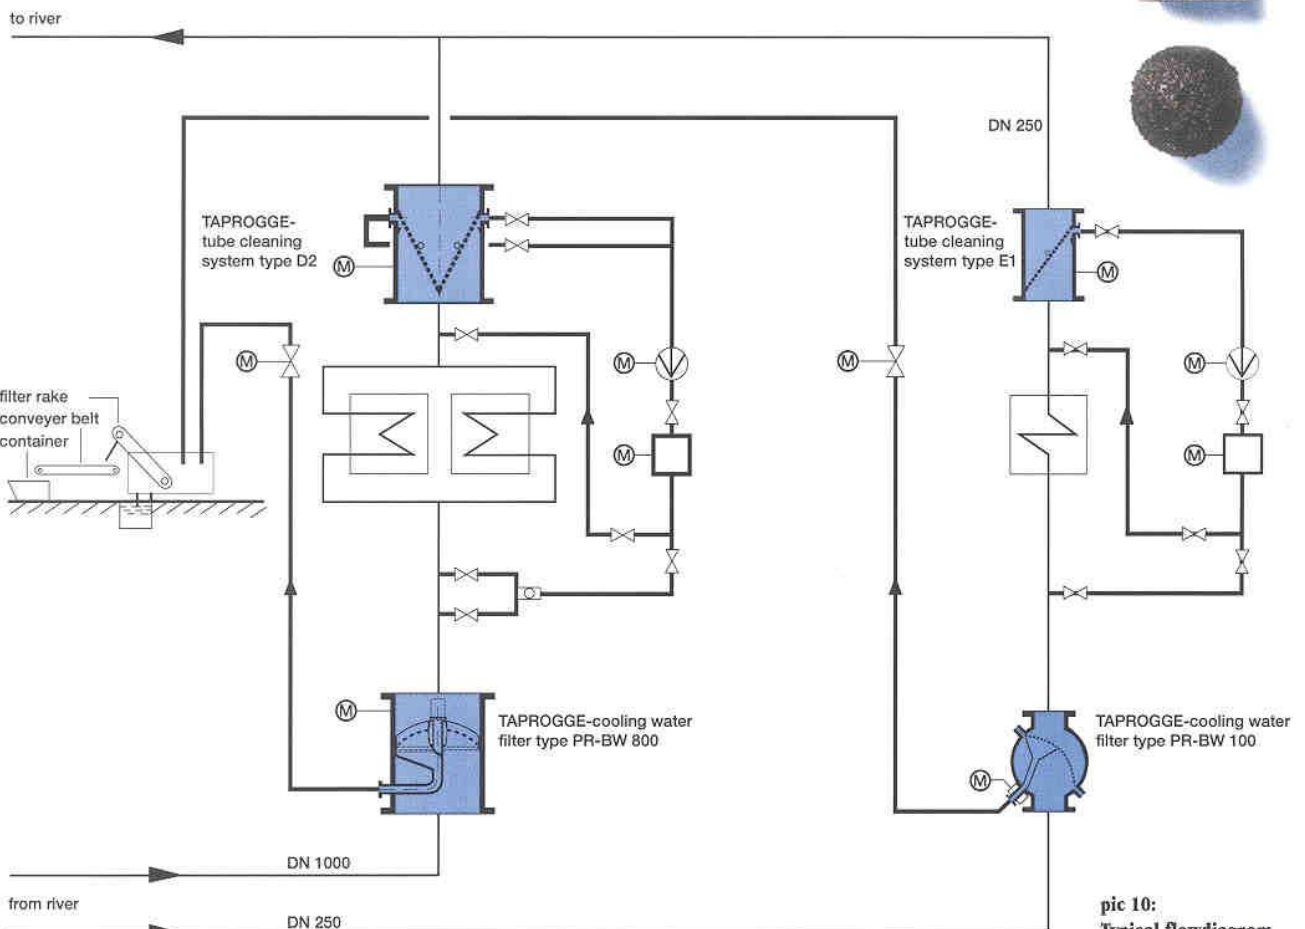 to river
DN 250
TAPROGGE-
tube cleaning
system type D2
M
TAPROGGE-
tube cleaning
system type E1
M
M
M
M
M
filter rake
conveyer belt
container
M
M
M
TAPROGGE-cooling water
filter type PR-BW 800
TAPROGGE-cooling water
filter type PR-BW 100
M
DN 1000
from river
DN 250
pic 10:
Typical flowdiagram